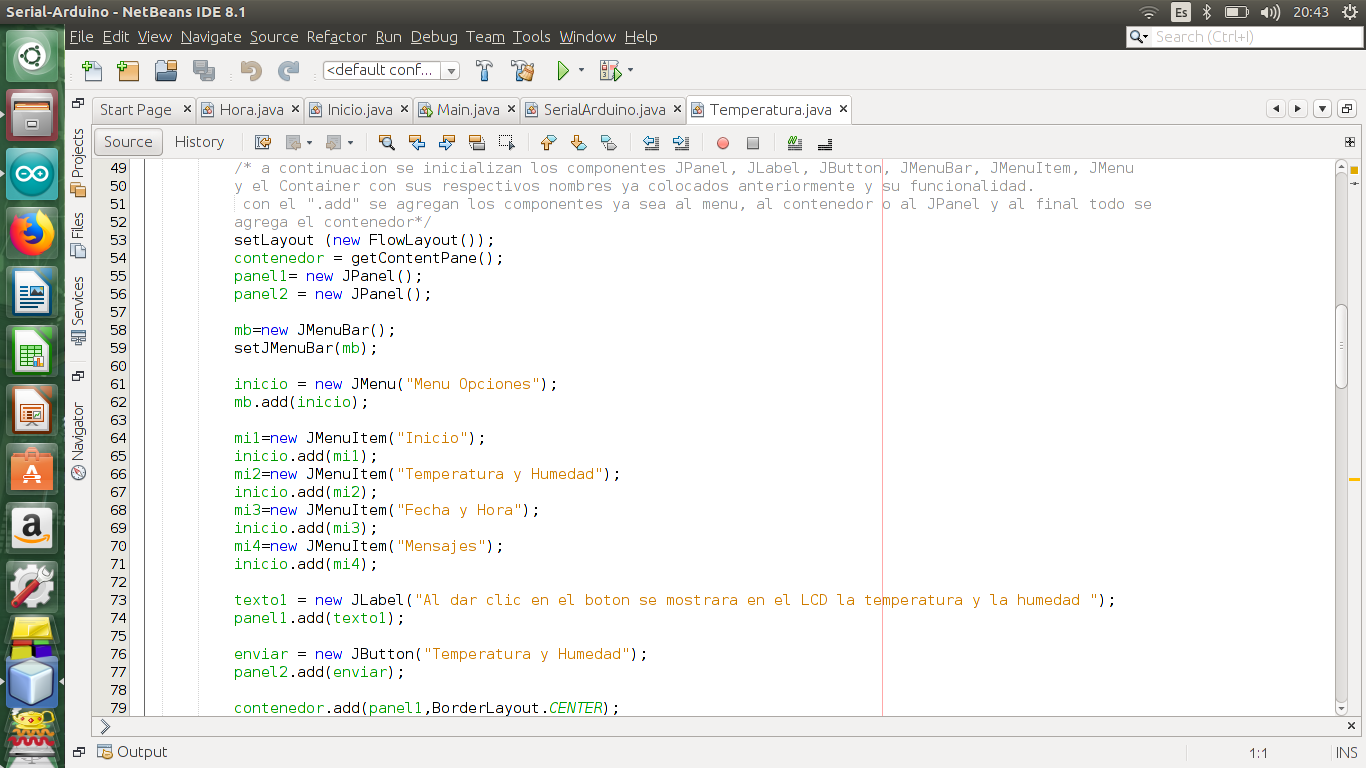 Serial-Arduino - NetBeans IDE 8.1
Es
20:43
File Edit View Navigate Source Refactor Run Debug Team Tools Window Help
Search (Ctrl+I)
<default conf...
Start Page
Hora.java
Inicio.java
Main.java
SerialArduino.java
Temperatura.java
Source
History
Projects
Files
Services
Navigator
49 /* a continuacion se inicializan los componentes JPanel, JLabel, JButton, JMenuBar, JMenuItem, JMenu
50 y el Container con sus respectivos nombres ya colocados anteriormente y su funcionalidad.
51 con el ".add" se agregan los componentes ya sea al menu, al contenedor o al JPanel y al final todo se
52 agrega el contenedor*/
53 setLayout (new FlowLayout());
54 contenedor = getContentPane();
55 panel1= new JPanel();
56 panel2 = new JPanel();
57
58 mb=new JMenuBar();
59 setJMenuBar(mb);
60
61 inicio = new JMenu("Menu Opciones");
62 mb.add(inicio);
63
64 mi1=new JMenuItem("Inicio");
65 inicio.add(mi1);
66 mi2=new JMenuItem("Temperatura y Humedad");
67 inicio.add(mi2);
68 mi3=new JMenuItem("Fecha y Hora");
69 inicio.add(mi3);
70 mi4=new JMenuItem("Mensajes");
71 inicio.add(mi4);
72
73 texto1 = new JLabel("Al dar clic en el boton se mostrara en el LCD la temperatura y la humedad ");
74 panel1.add(texto1);
75
76 enviar = new JButton("Temperatura y Humedad");
77 panel2.add(enviar);
78
79 contenedor.add(panel1,BorderLayout.CENTER);
Output
1:1
INS